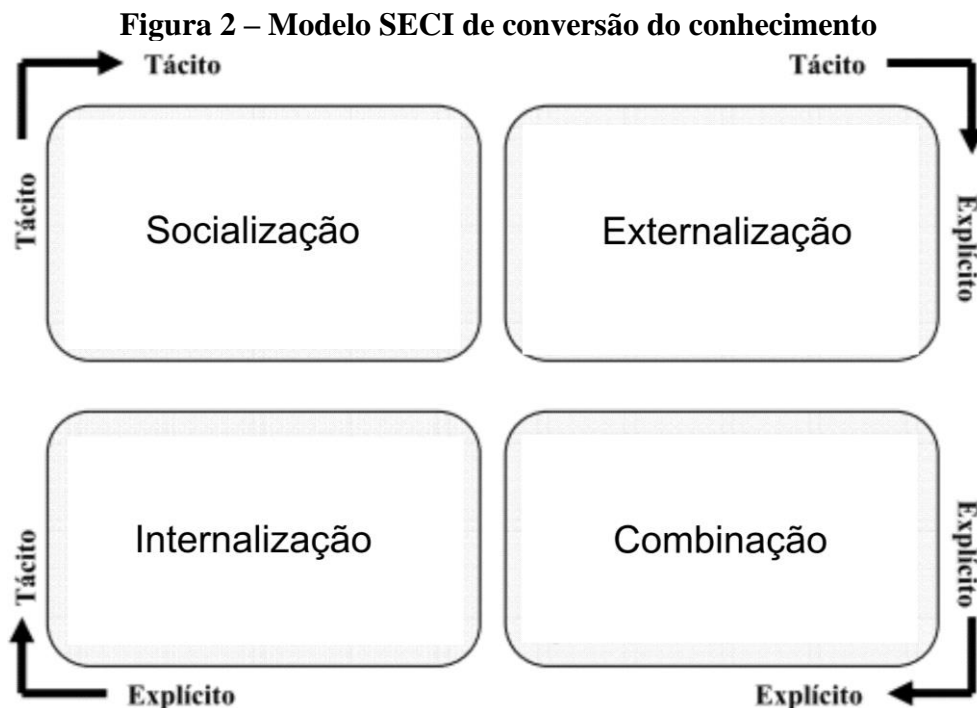 Figura 2 – Modelo SECI de conversão do conhecimento
Tácito
Tácito
Tácito
Explícito
Socialização
Externalização
Internalização
Combinação
Tácito
Explícito
Explícito
Explícito